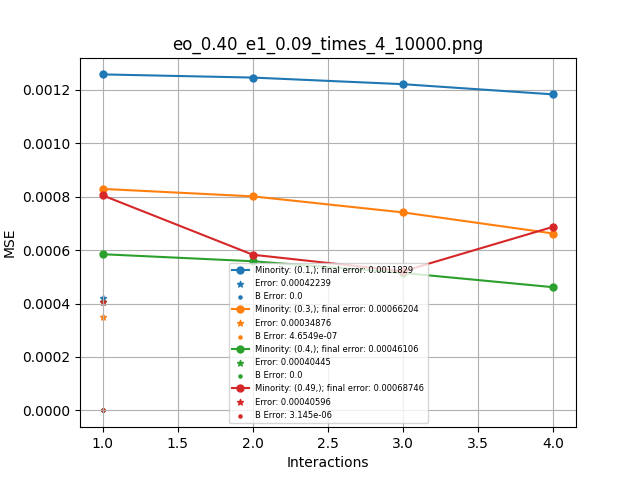 eo_0.40_e1_0.09_times_4_10000.png
MSE
0.0012
0.0010
0.0008
0.0006
0.0004
0.0002
0.0000
Minority: (0.1,); final error: 0.0011829
Error: 0.00042239
B Error: 0.0
Minority: (0.3,); final error: 0.00066204
Error: 0.00034876
B Error: 4.6549e-07
Minority: (0.4,); final error: 0.00046106
Error: 0.00040445
B Error: 0.0
Minority: (0.49,); final error: 0.00068746
Error: 0.00040596
B Error: 3.145e-06
1.0 1.5 2.0 2.5 3.0 3.5 4.0
Interactions